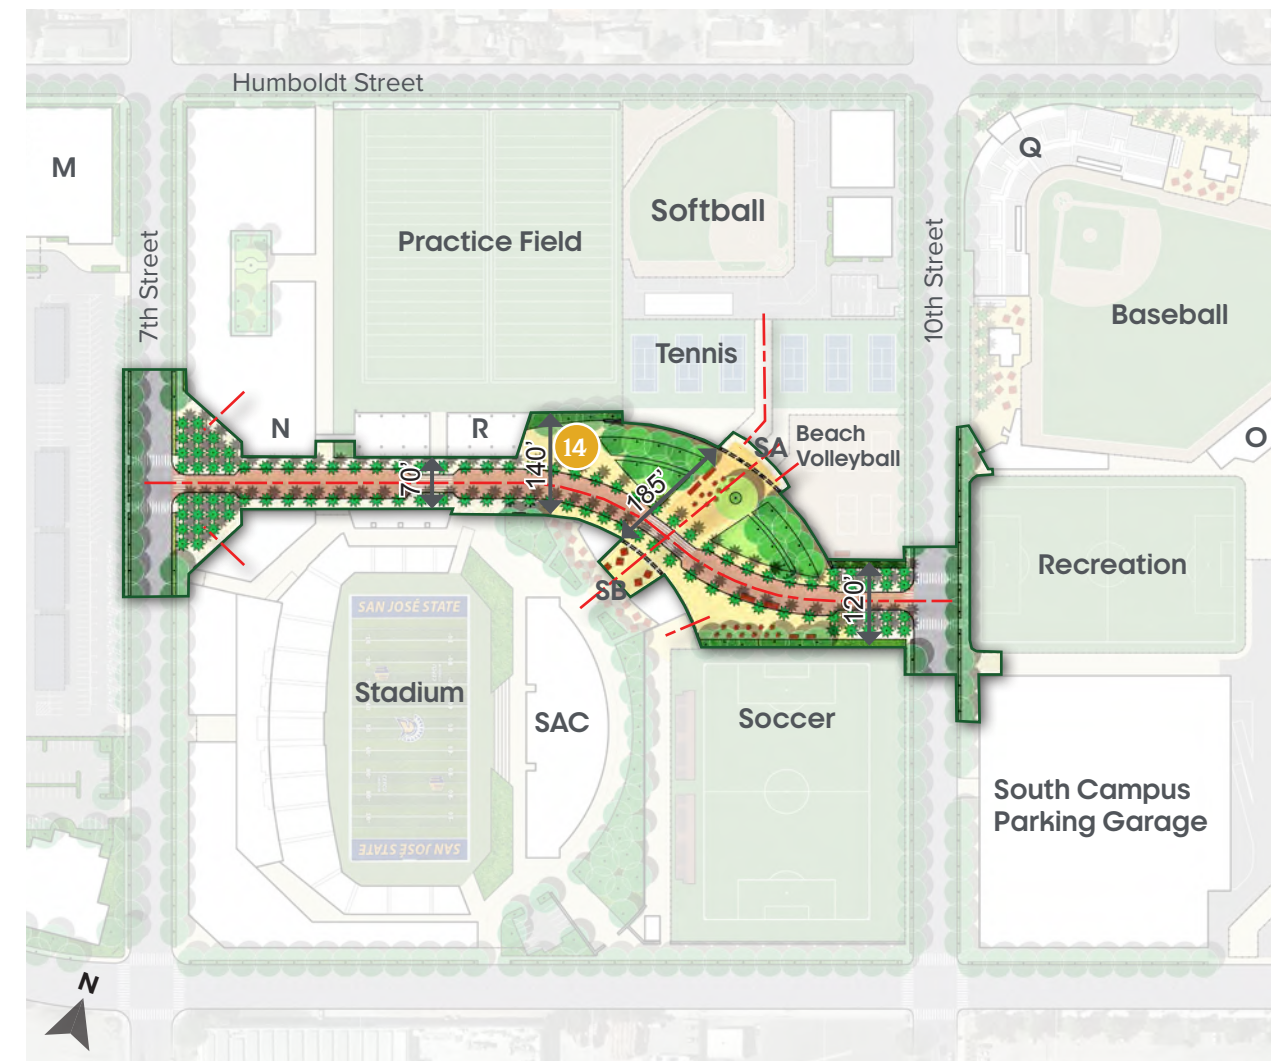 Humboldt Street
M
Q
Softball
Practice Field
7th Street
10th Street
Baseball
Tennis
N
R
14
SA
Beach
Volleyball
O
70’
140’
185’
Recreation
SB
120’
SAN JOSÉ STATE
Stadium
SAC
Soccer
South Campus
Parking Garage
SAN JOSÉ STATE
N